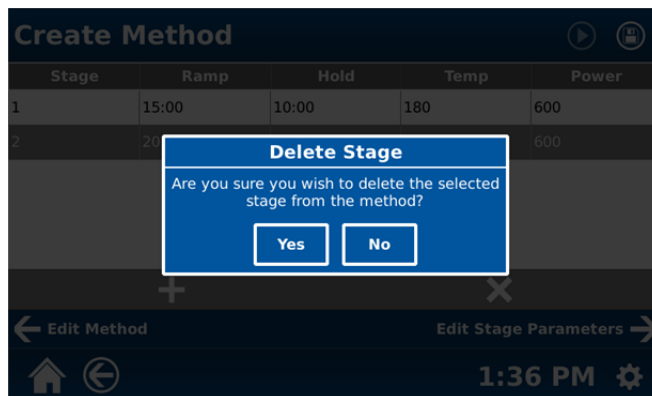 Create Method
Stage Ramp Hold Temp Power
1 15:00 10:00 180 600
2 20 600
Delete Stage
Are you sure you wish to delete the selected
stage from the method?
Yes No
Edit Method Edit Stage Parameters
1:36 PM